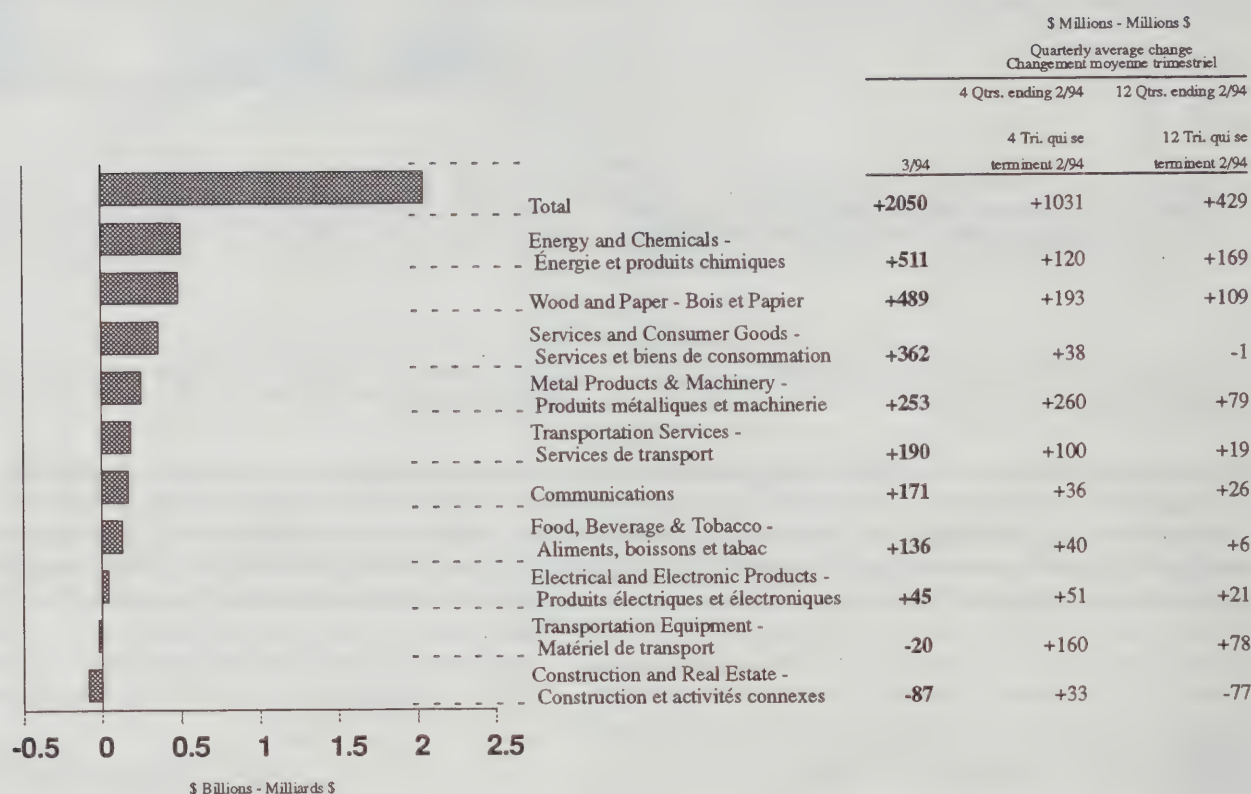 $ Millions - Millions $
Quarterly average change
Changement moyenne trimestriel
4 Qtrs. ending 2/94 12 Qtrs. ending 2/94
4 Tri. qui se 12 Tri. qui se
3/94 terminent 2/94 terminent 2/94
Total +2050 +1031 +429
Energy and Chemicals -
Énergie et produits chimiques +511 +120 +169
Wood and Paper - Bois et Papier +489 +193 +109
Services and Consumer Goods -
Services et biens de consommation +362 +38 -1
Metal Products & Machinery -
Produits métalliques et machinerie +253 +260 +79
Transportation Services -
Services de transport +190 +100 +19
Communications +171 +36 +26
Food, Beverage & Tobacco -
Aliments, boissons et tabac +136 +40 +6
Electrical and Electronic Products -
Produits électriques et électroniques +45 +51 +21
Transportation Equipment -
Matériel de transport -20 +160 +78
Construction and Real Estate -
Construction et activités connexes -87 +33 -77
-0.5 0 0.5 1 1.5 2 2.5
$ Billions - Milliards $